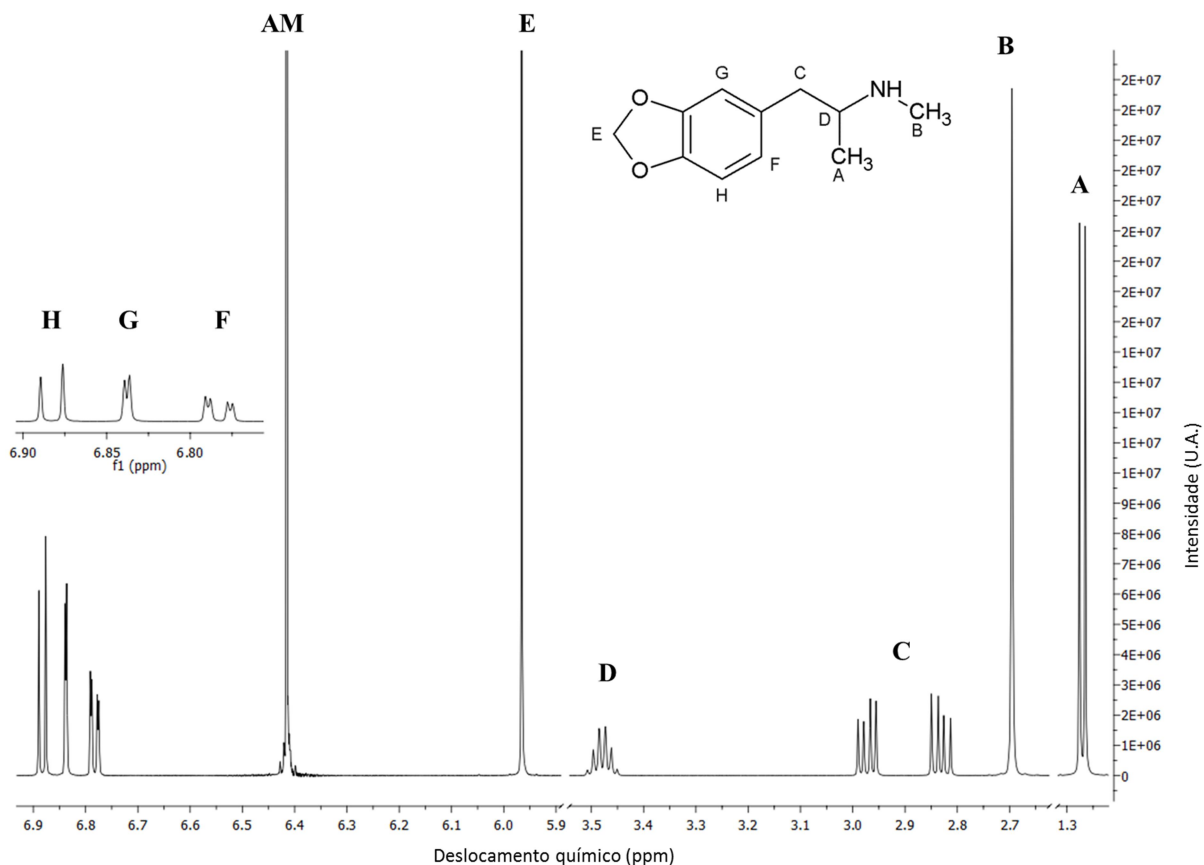 AM
E
B
A
G
C
O
NH
E
D
CH3
B
O
F
CH3
A
H
H
G
F
6.90
6.85
6.80
f1 (ppm)
D
C
2E+07
2E+07
2E+07
2E+07
2E+07
2E+07
2E+07
2E+07
2E+07
1E+07
1E+07
1E+07
1E+07
1E+07
9E+06
8E+06
7E+06
6E+06
5E+06
4E+06
3E+06
2E+06
1E+06
0
Intensidade (U.A.)
6.9 6.8 6.7 6.6 6.5 6.4 6.3 6.2 6.1 6.0 5.9 3.5 3.4 3.3 3.2 3.1 3.0 2.9 2.8 2.7 1.3
Deslocamento químico (ppm)